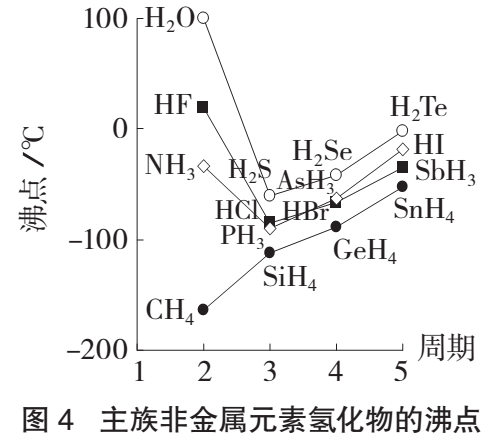 100
H₂O
HF
H₂Te
0
H₂Se
HI
NH₃
H₂S
AsH₃
SbH₃
沸点/℃
HCl
HBr
SnH₄
PH₃
-100
GeH₄
SiH₄
CH₄
-200
周期
1 2 3 4 5
图 4 主族非金属元素氢化物的沸点